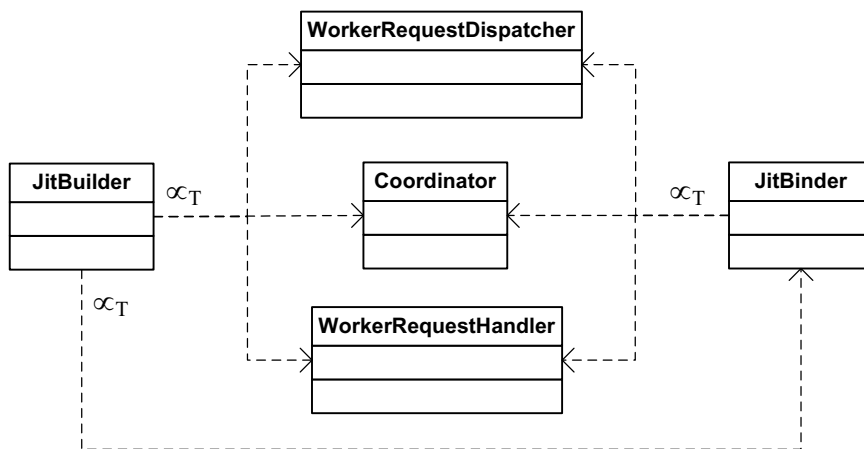 WorkerRequestDispatcher
JitBuilder
∝T
Coordinator
∝T
JitBinder
∝T
WorkerRequestHandler